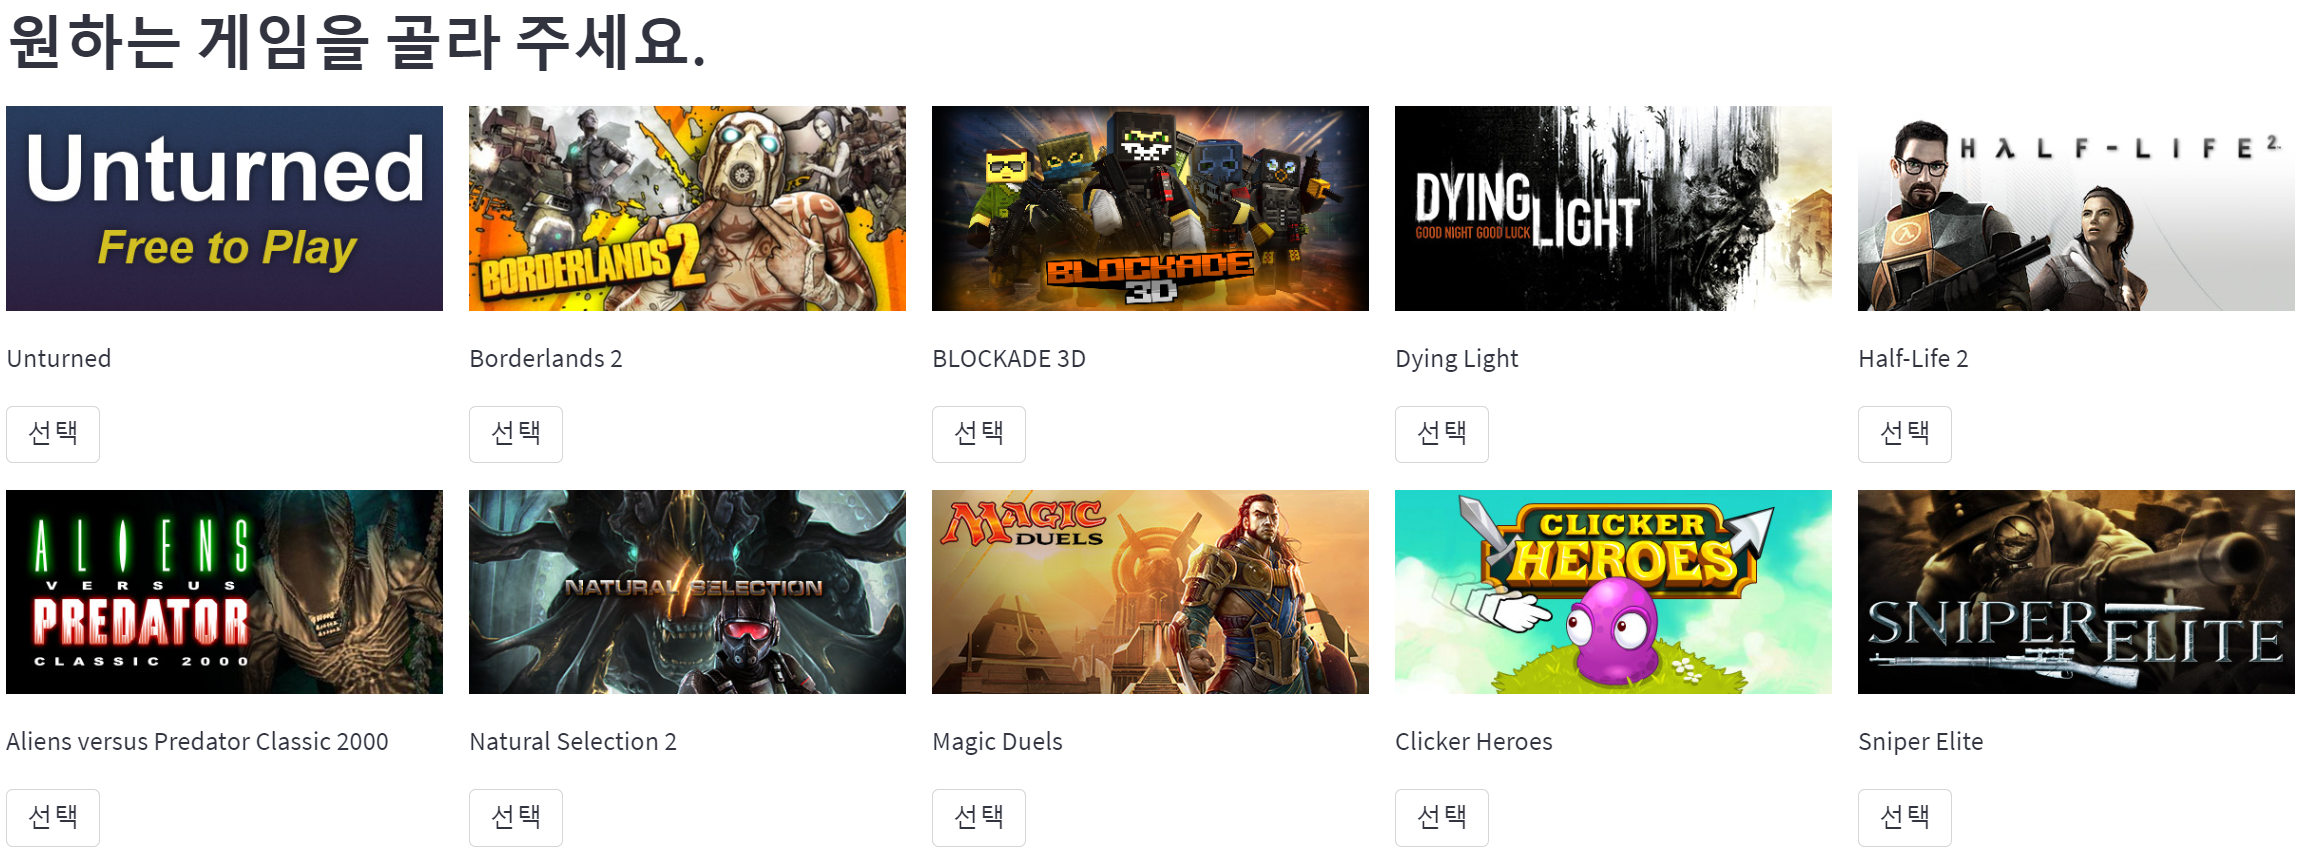 원하는 게임을 골라 주세요.
Unturned
Free to Play
BORDERLANDS 2
BLOCKADE
3D
DYING
LIGHT
GOOD NIGHT GOOD LUCK
HλLF-LIFE 2
Unturned
Borderlands 2
BLOCKADE 3D
Dying Light
Half-Life 2
선택
선택
선택
선택
선택
ALIENS
VERSUS
PREDATOR
CLASSIC 2000
NATURAL SELECTION
MAGIC
DUELS
CLICKER
HEROES
SNIPER
ELITE
Aliens versus Predator Classic 2000
Natural Selection 2
Magic Duels
Clicker Heroes
Sniper Elite
선택
선택
선택
선택
선택